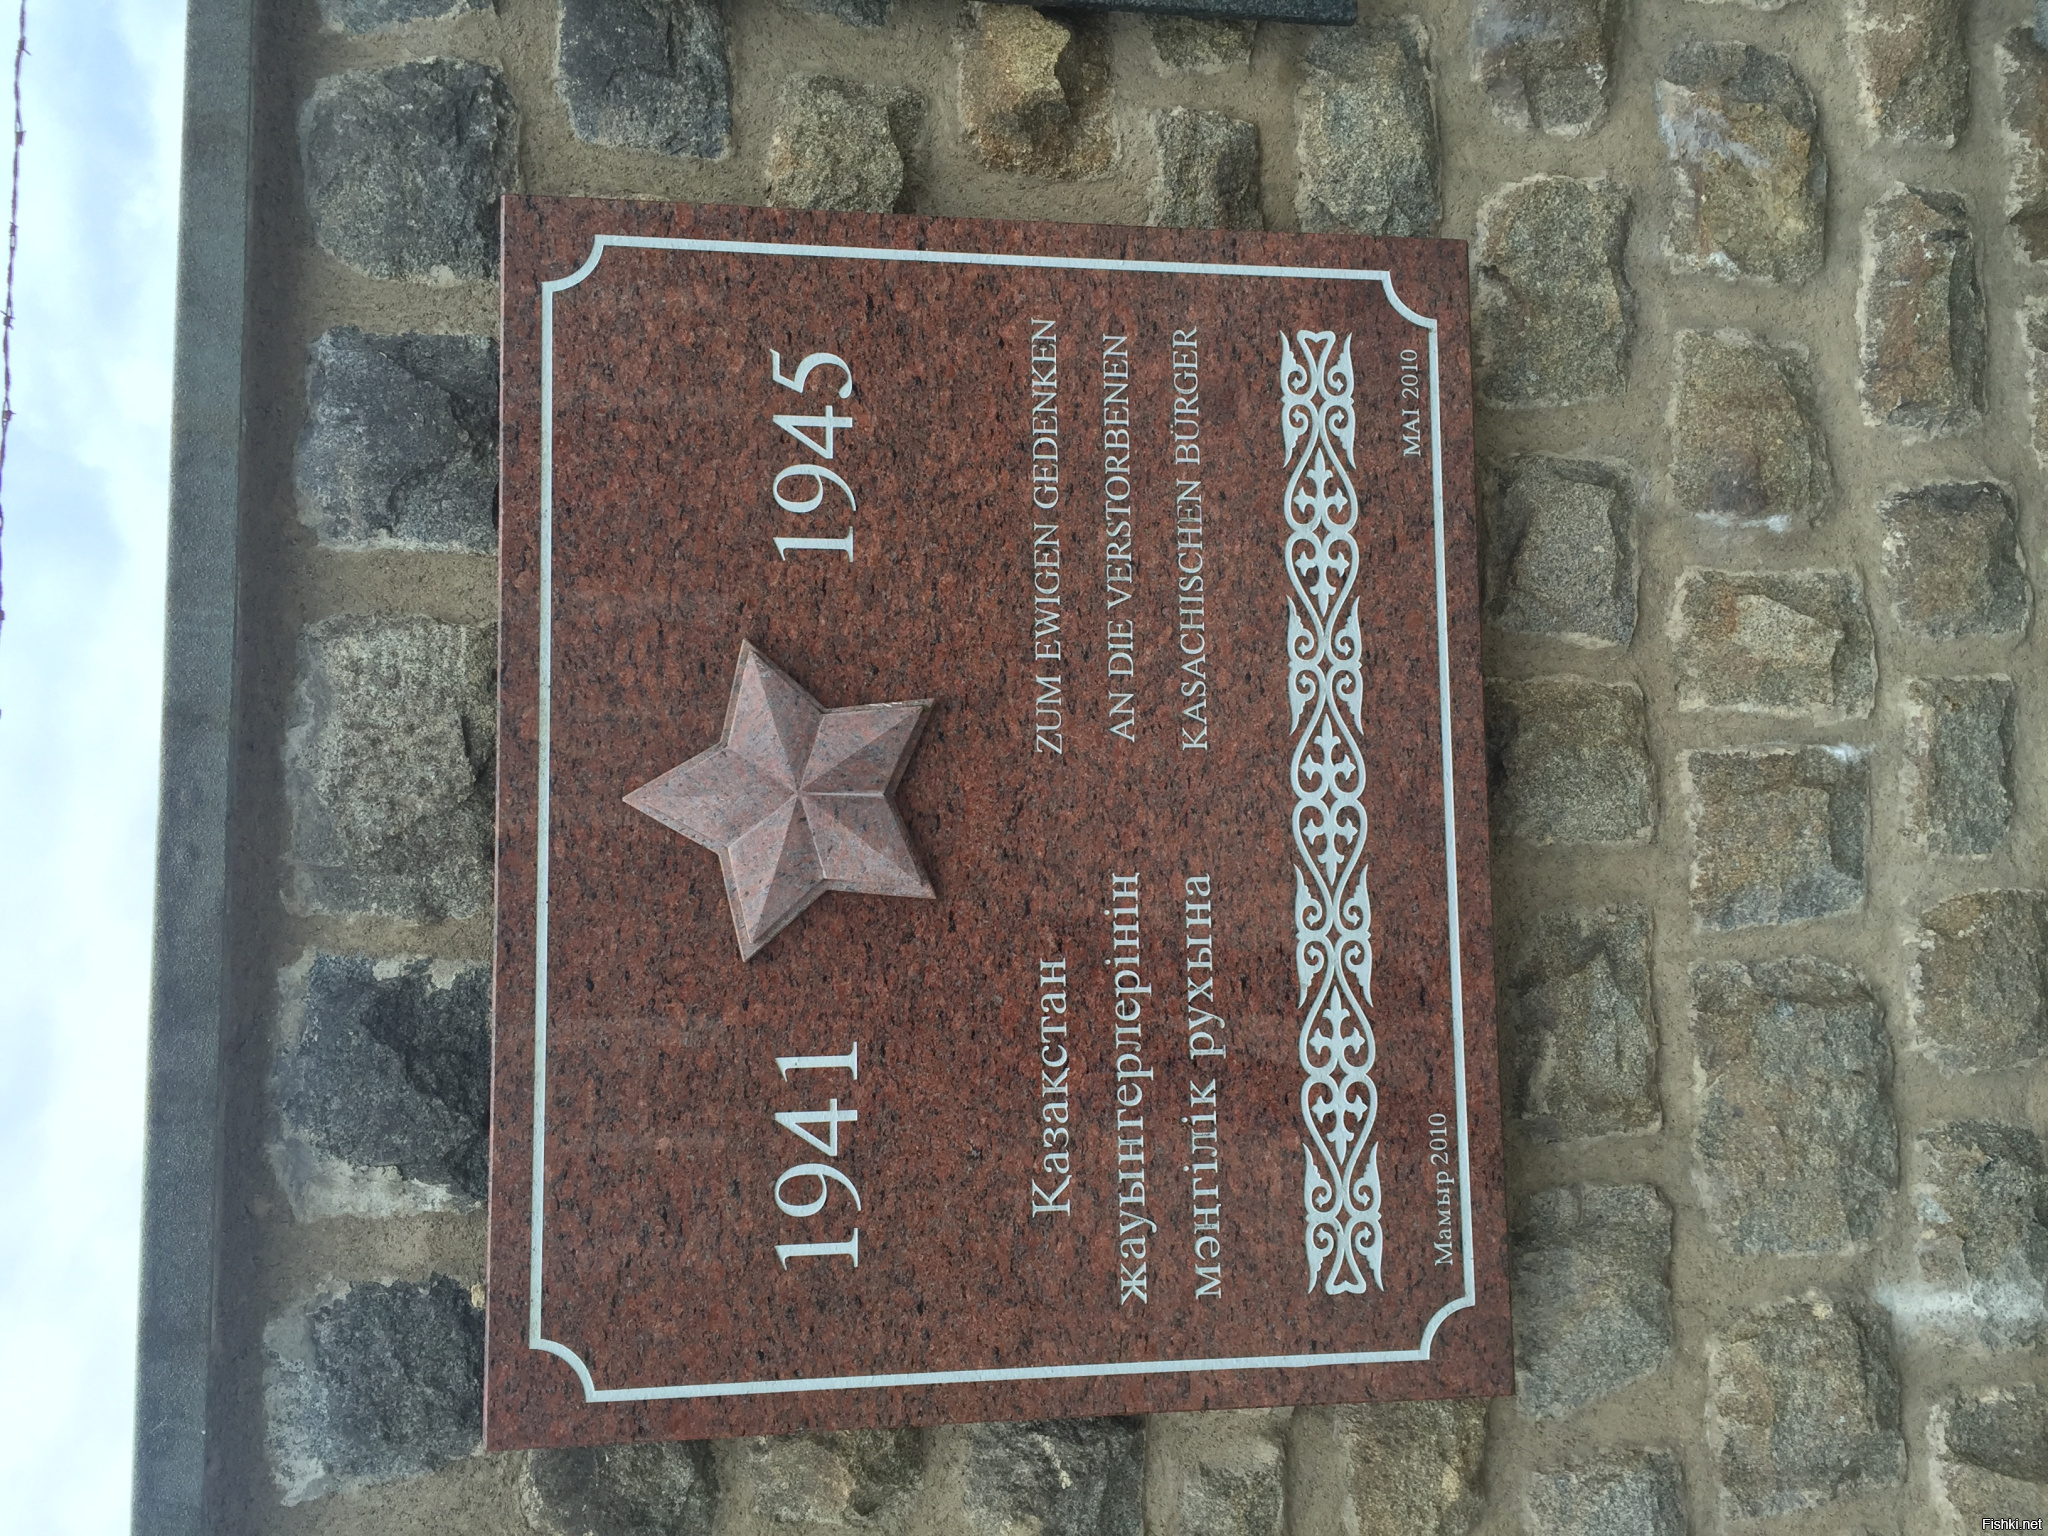 1941 1945
Казакстан
жауынгерлерінін
мәңгілік рухына
ZUM EWIGEN GEDENKEN
AN DIE VERSTORBENEN
KASACHISCHEN BÜRGER
Мамыр 2010
MAI 2010
Fishki.net